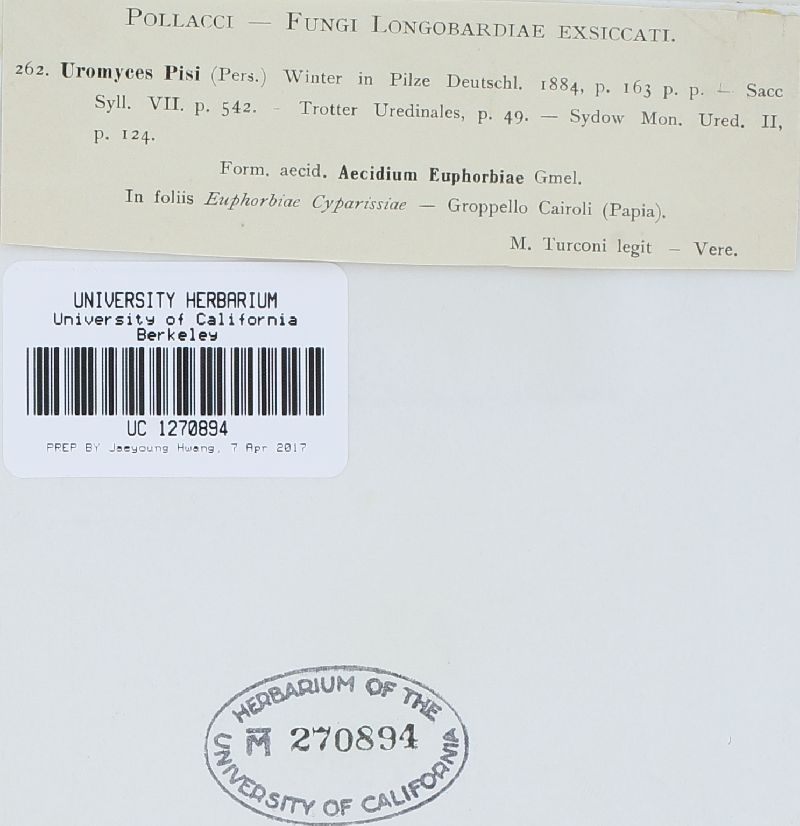 POLLACCI — FUNGI LONGOBARDIAE EXSICCATI.
262. Uromyces Pisi (Pers.) Winter in Pilze Deutschl. 1884, p. 163 p. p. — Sacc
Syll. VII. p. 542. - Trotter Uredinales, p. 49. — Sydow Mon. Ured. II,
p. 124.
Form. aecid. Aecidium Euphorbiae Gmel.
In foliis Euphorbiae Cyparissiae — Groppello Cairoli (Papia).
M. Turconi legit — Vere.
UNIVERSITY HERBARIUM
University of California
Berkeley
UC 1270894
PREP BY Jaeyoung Hwang, 7 Apr 2017
HERBARIUM OF THE
M 270894
UNIVERSITY OF CALIFORNIA